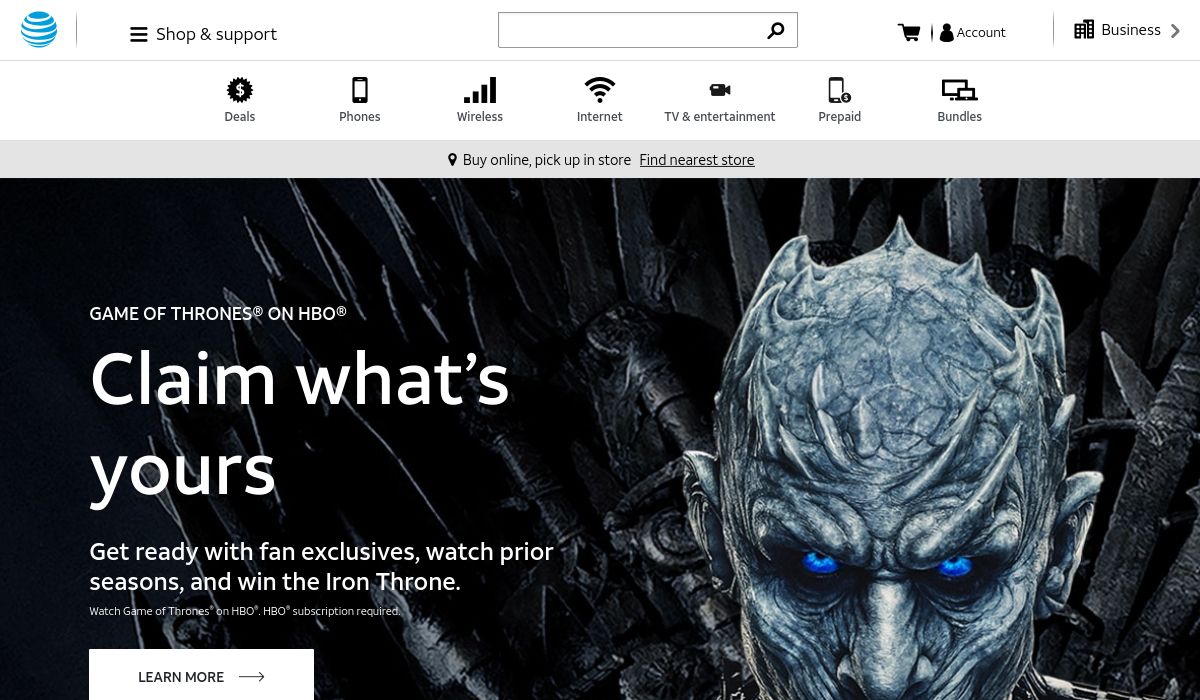 Shop & support
Account
Business
Deals
Phones
Wireless
Internet
TV & entertainment
Prepaid
Bundles
Buy online, pick up in store Find nearest store
GAME OF THRONES® ON HBO®
Claim what’s
yours
Get ready with fan exclusives, watch prior
seasons, and win the Iron Throne.
Watch Game of Thrones® on HBO®. HBO® subscription required.
LEARN MORE